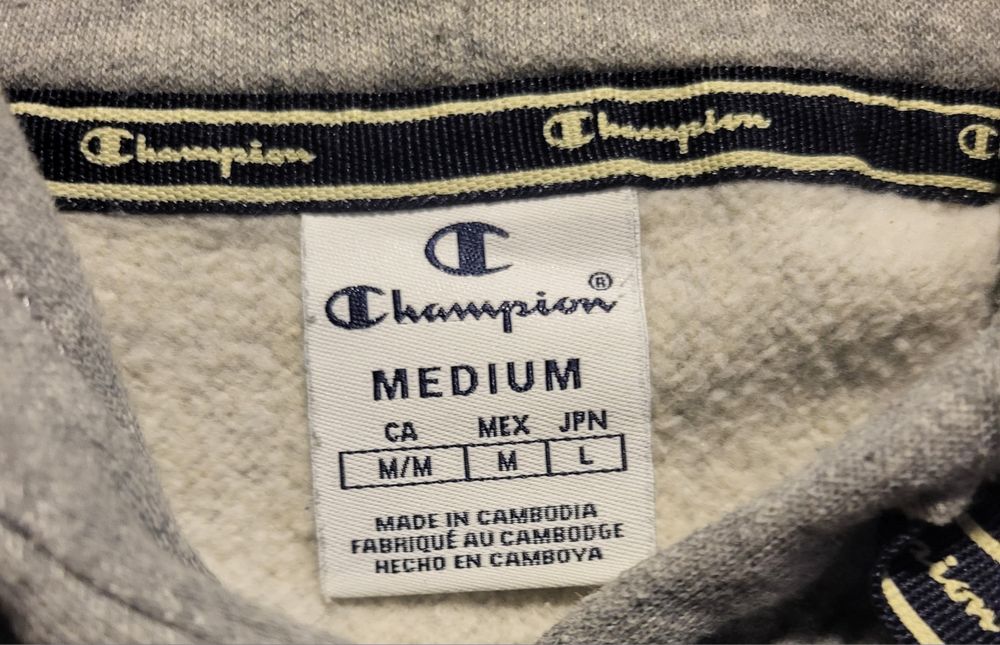 Champion Champion C
C
Champion®
MEDIUM
CA MEX JPN
M/M M L
MADE IN CAMBODIA
FABRIQUÉ AU CAMBODGE
HECHO EN CAMBOYA